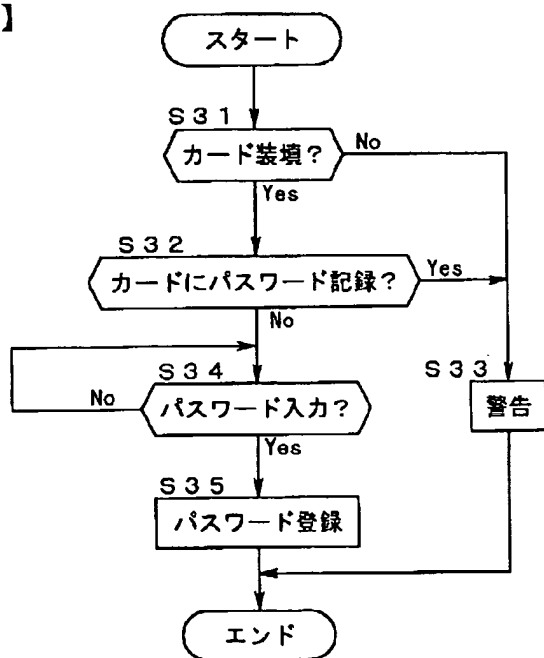 】
スタート
S31
カード装填?
No
Yes
S32
カードにパスワード記録?
Yes
No
S34
S33
No
パスワード入力?
警告
Yes
S35
パスワード登録
エンド